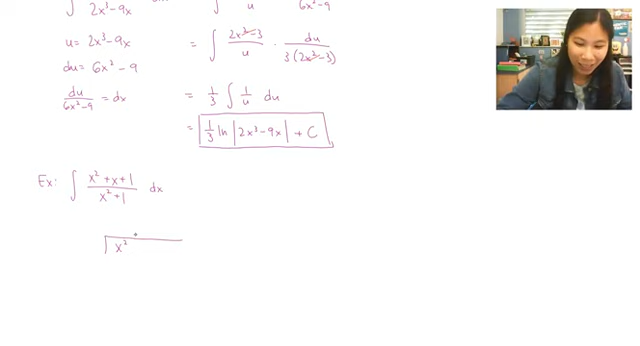 ∫ 2x³-9x ∫ 6x²-9
u = 2x³-9x = ∫ (2x²-3)/u · du/(3(2x²-3))
du = 6x² - 9
du/(6x²-9) = dx = 1/3 ∫ 1/u du
= 1/3 ln |2x³-9x| + C
Ex: ∫ (x² + x + 1)/(x² + 1) dx
x²